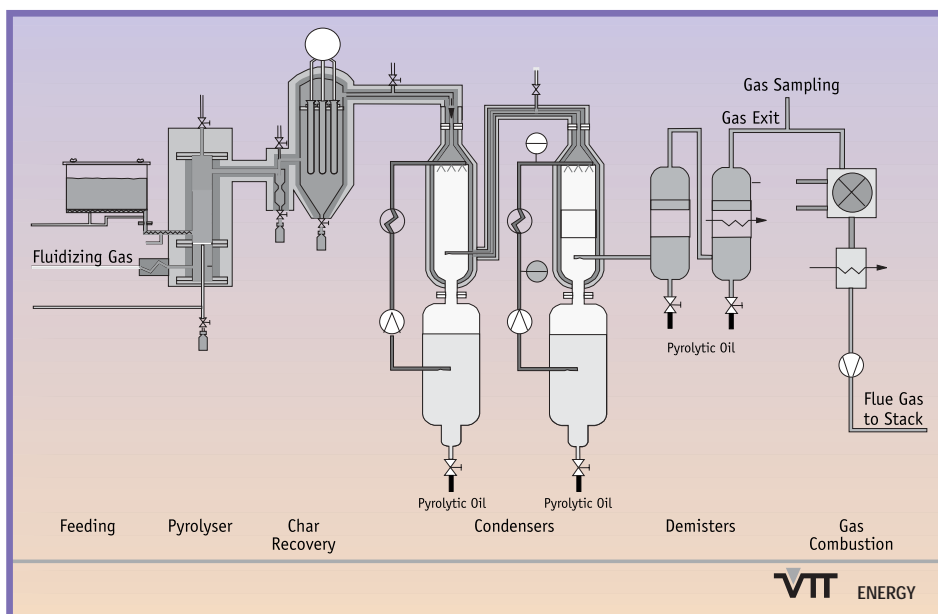 Gas Sampling
Gas Exit
Fluidizing Gas
Pyrolytic Oil
Flue Gas
to Stack
Pyrolytic Oil
Pyrolytic Oil
Feeding
Pyrolyser
Char
Recovery
Condensers
Demisters
Gas
Combustion
VTT ENERGY